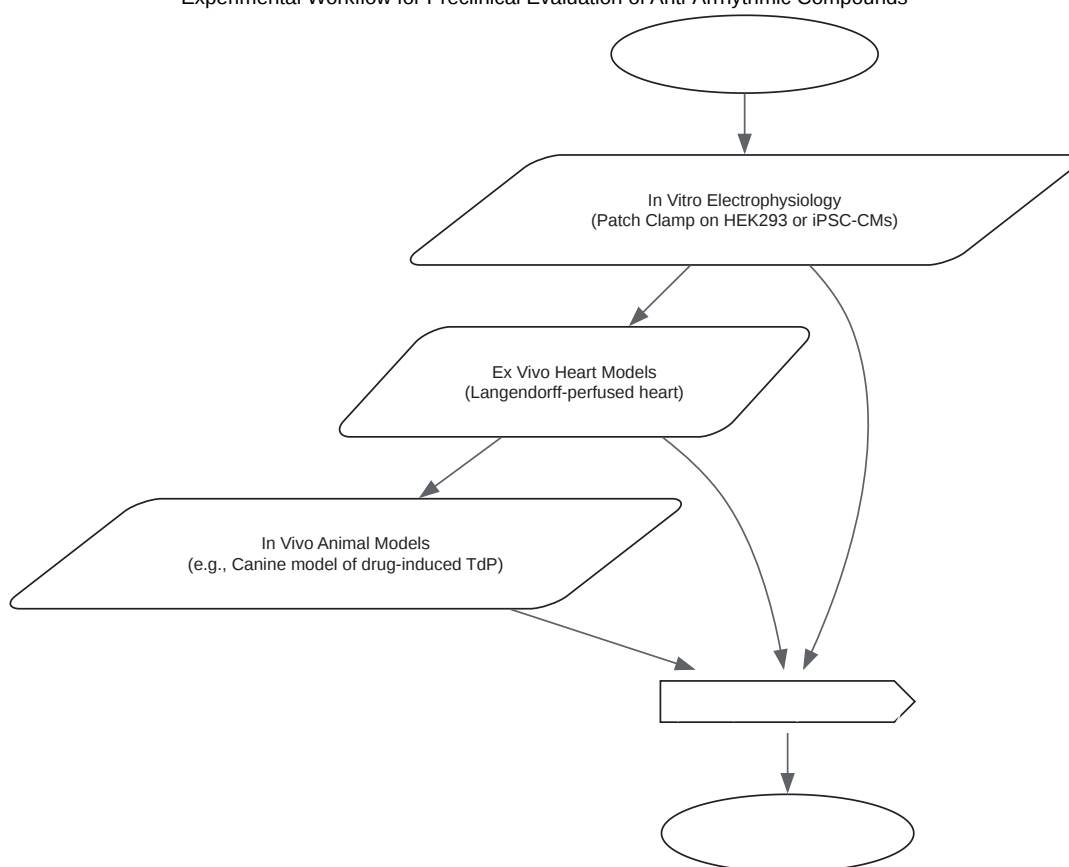 Experimental Workflow for Preclinical Evaluation of Anti-Arrhythmic Compounds
In Vitro Electrophysiology
(Patch Clamp on HEK293 or iPSC-CMs)
Ex Vivo Heart Models
(Langendorff-perfused heart)
In Vivo Animal Models
(e.g., Canine model of drug-induced TdP)